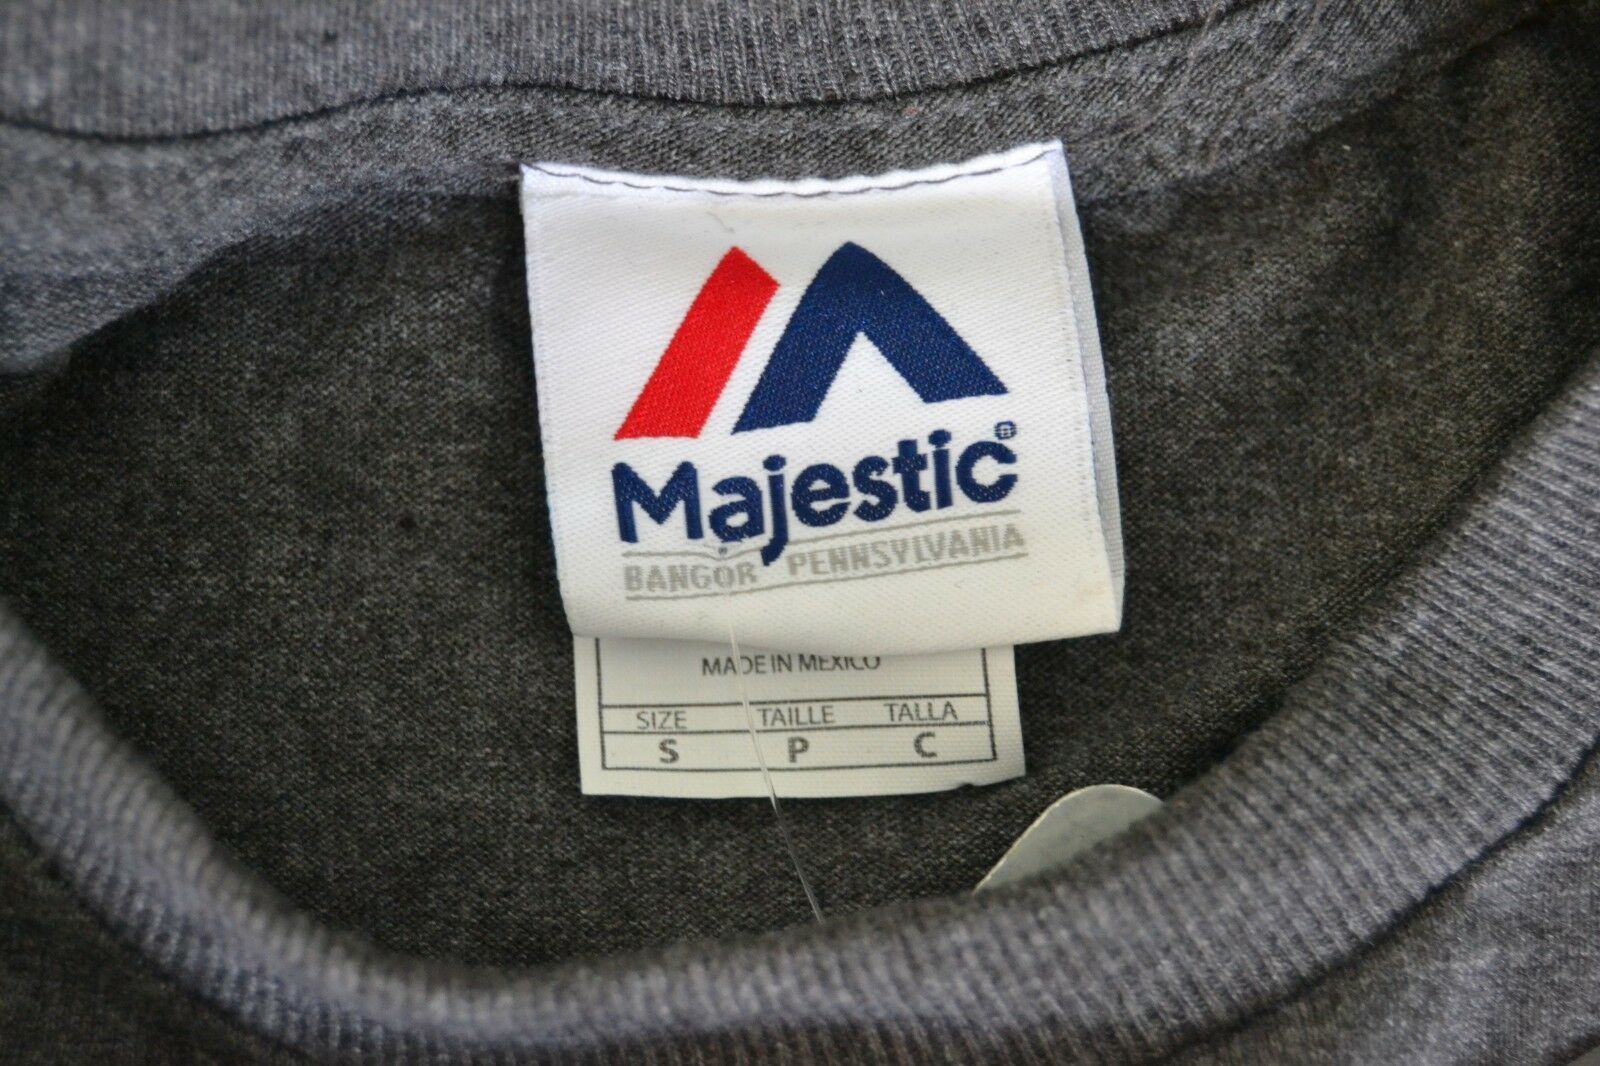 Majestic®
BANGOR PENNSYLVANIA
MADE IN MEXICO
SIZE TAILLE TALLA
S P C